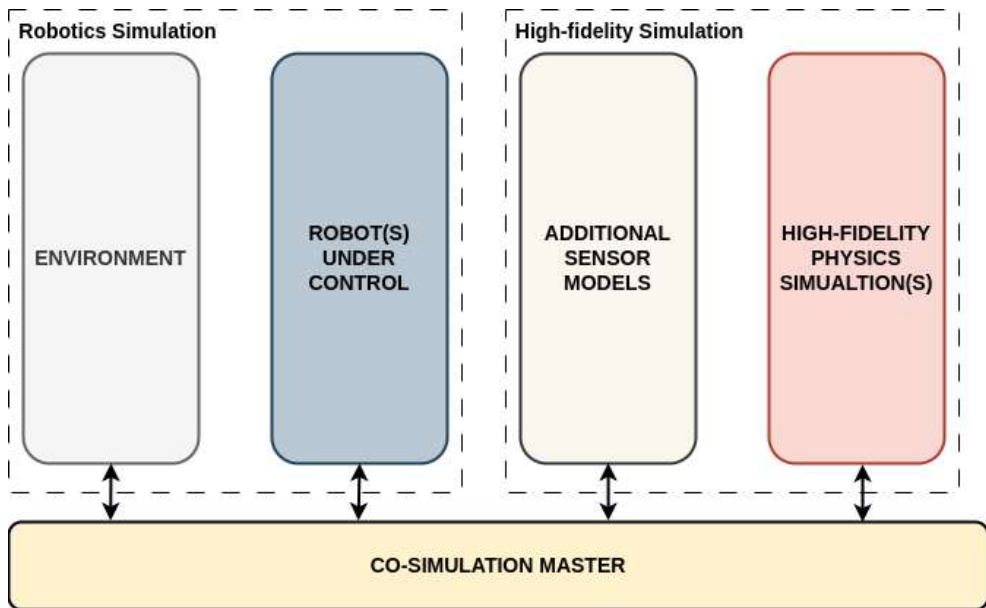 Robotics Simulation
High-fidelity Simulation
ENVIRONMENT
ROBOT(S)
UNDER
CONTROL
ADDITIONAL
SENSOR
MODELS
HIGH-FIDELITY
PHYSICS
SIMUALTION(S)
CO-SIMULATION MASTER